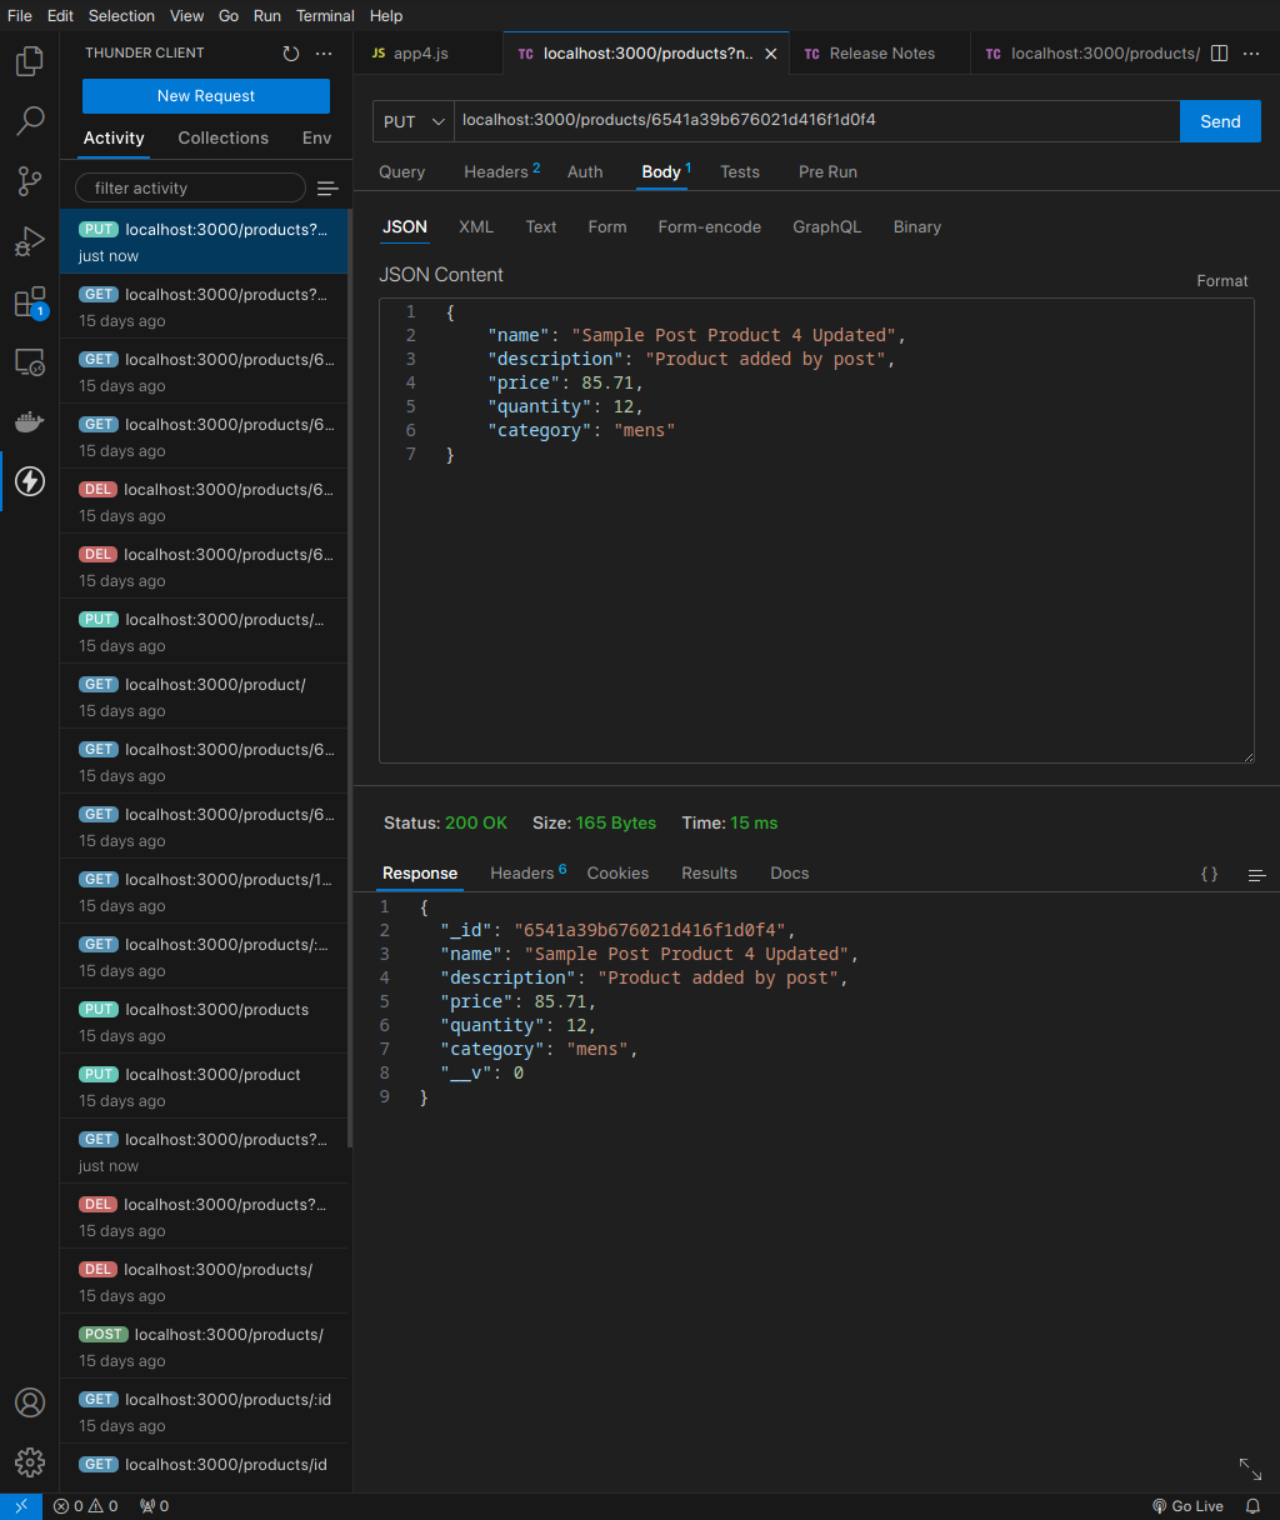 File Edit Selection View Go Run Terminal Help
THUNDER CLIENT
New Request
Activity Collections Env
filter activity
PUT localhost:3000/products?...
just now
GET localhost:3000/products?...
15 days ago
GET localhost:3000/products/6...
15 days ago
GET localhost:3000/products/6...
15 days ago
DEL localhost:3000/products/6...
15 days ago
DEL localhost:3000/products/6...
15 days ago
PUT localhost:3000/products/...
15 days ago
GET localhost:3000/product/
15 days ago
GET localhost:3000/products/6...
15 days ago
GET localhost:3000/products/6...
15 days ago
GET localhost:3000/products/1...
15 days ago
GET localhost:3000/products/:...
15 days ago
PUT localhost:3000/products
15 days ago
PUT localhost:3000/product
15 days ago
GET localhost:3000/products?...
just now
DEL localhost:3000/products?...
15 days ago
DEL localhost:3000/products/
15 days ago
POST localhost:3000/products/
15 days ago
GET localhost:3000/products/:id
15 days ago
GET localhost:3000/products/id
1
JS app4.js
TC localhost:3000/products?n..
TC Release Notes
TC localhost:3000/products/
PUT localhost:3000/products/6541a39b676021d416f1d0f4 Send
Query Headers 2 Auth Body 1 Tests Pre Run
JSON XML Text Form Form-encode GraphQL Binary
JSON Content
Format
1 {
2 "name": "Sample Post Product 4 Updated",
3 "description": "Product added by post",
4 "price": 85.71,
5 "quantity": 12,
6 "category": "mens"
7 }
Status: 200 OK Size: 165 Bytes Time: 15 ms
Response Headers 6 Cookies Results Docs { }
1 {
2 "_id": "6541a39b676021d416f1d0f4",
3 "name": "Sample Post Product 4 Updated",
4 "description": "Product added by post",
5 "price": 85.71,
6 "quantity": 12,
7 "category": "mens",
8 "__v": 0
9 }
0 0 0 Go Live